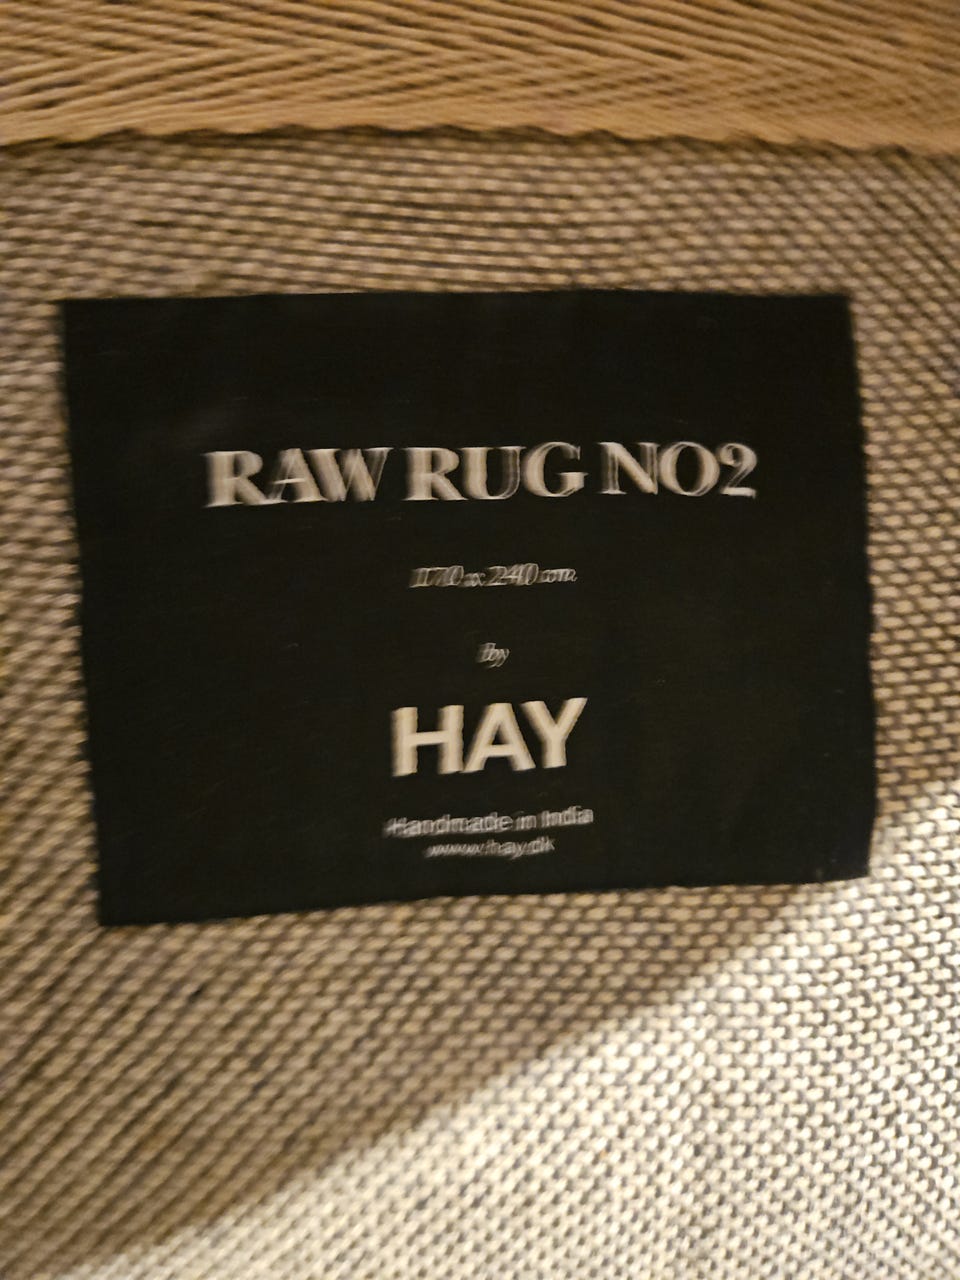 RAW RUG NO2
170 x 240 cm
by
HAY
Handmade in India
www.hay.dk